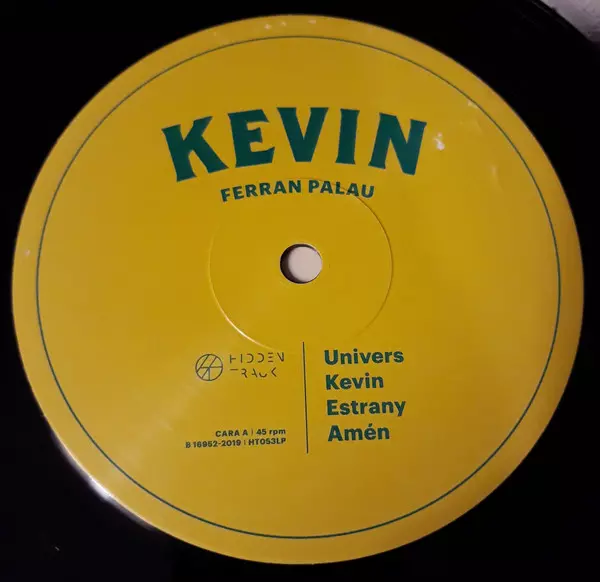 KEVIN
FERRAN PALAU
HIDDEN
TRACK
CARA A | 45 rpm
B 16952-2019 | HT053LP
Univers
Kevin
Estrany
Amén